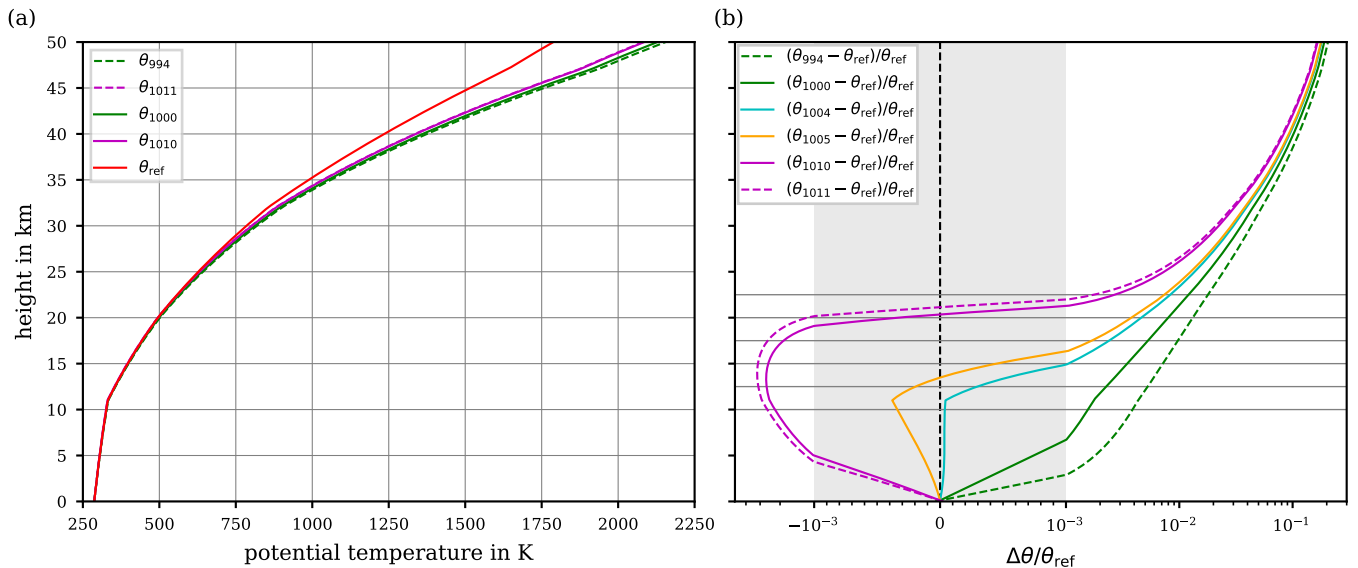 (a)
(b)
50
45
40
35
30
25
20
15
10
5
0
height in km
θ994
θ1011
θ1000
θ1010
θref
250 500 750 1000 1250 1500 1750 2000 2250
potential temperature in K
(θ994 − θref)/θref
(θ1000 − θref)/θref
(θ1004 − θref)/θref
(θ1005 − θref)/θref
(θ1010 − θref)/θref
(θ1011 − θref)/θref
−10⁻³ 0 10⁻³ 10⁻² 10⁻¹
Δθ/θref